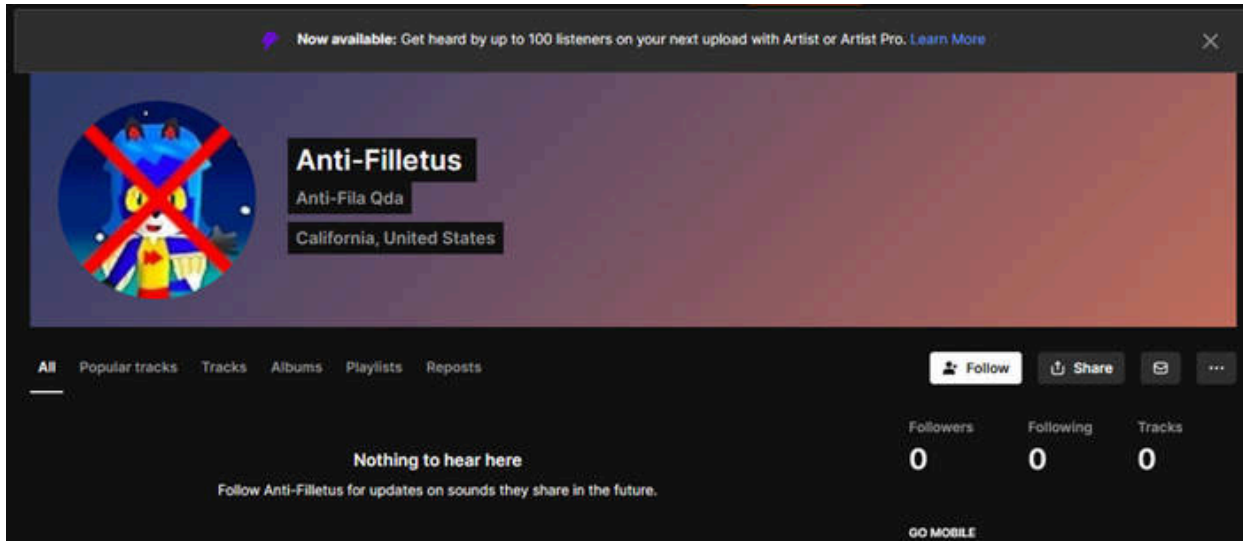 Now available: Get heard by up to 100 listeners on your next upload with Artist or Artist Pro. Learn More
Anti-Filletus
Anti-Fila Qda
California, United States
All Popular tracks Tracks Albums Playlists Reposts
Follow Share
Followers Following Tracks
0 0 0
Nothing to hear here
Follow Anti-Filletus for updates on sounds they share in the future.
GO MOBILE